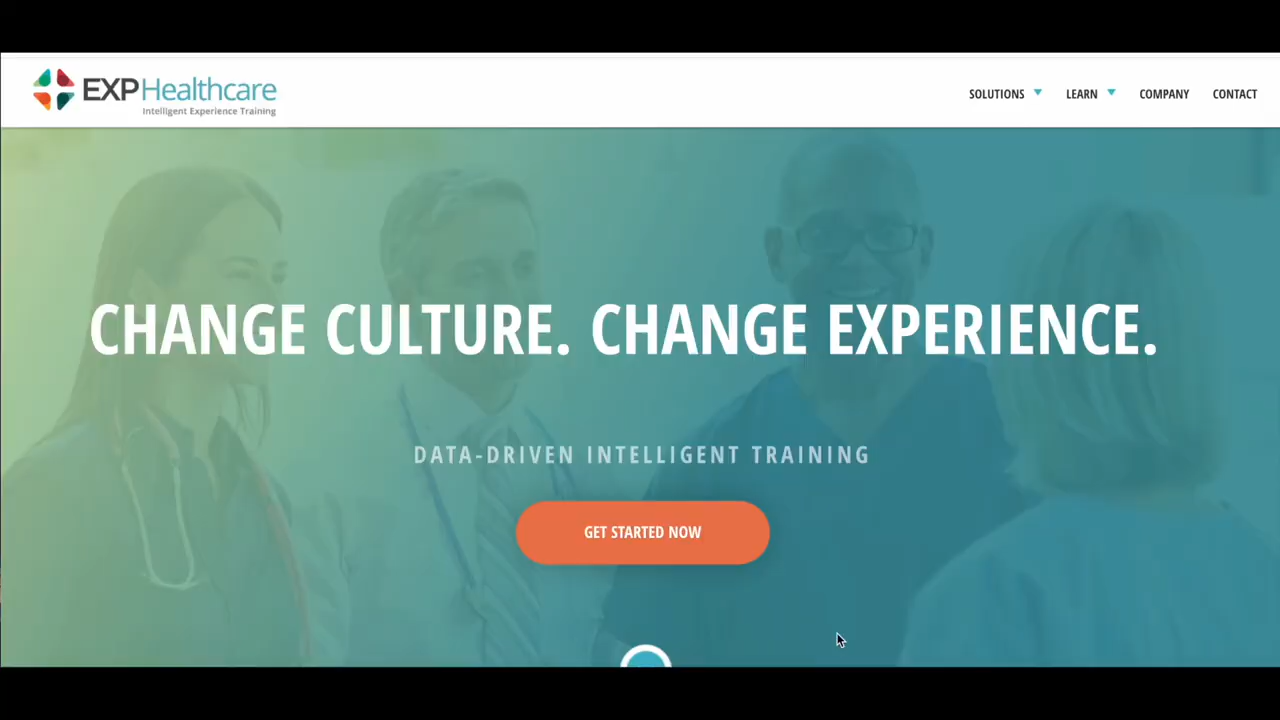 EXPHealthcare
Intelligent Experience Training
SOLUTIONS LEARN COMPANY CONTACT
CHANGE CULTURE. CHANGE EXPERIENCE.
DATA-DRIVEN INTELLIGENT TRAINING
GET STARTED NOW